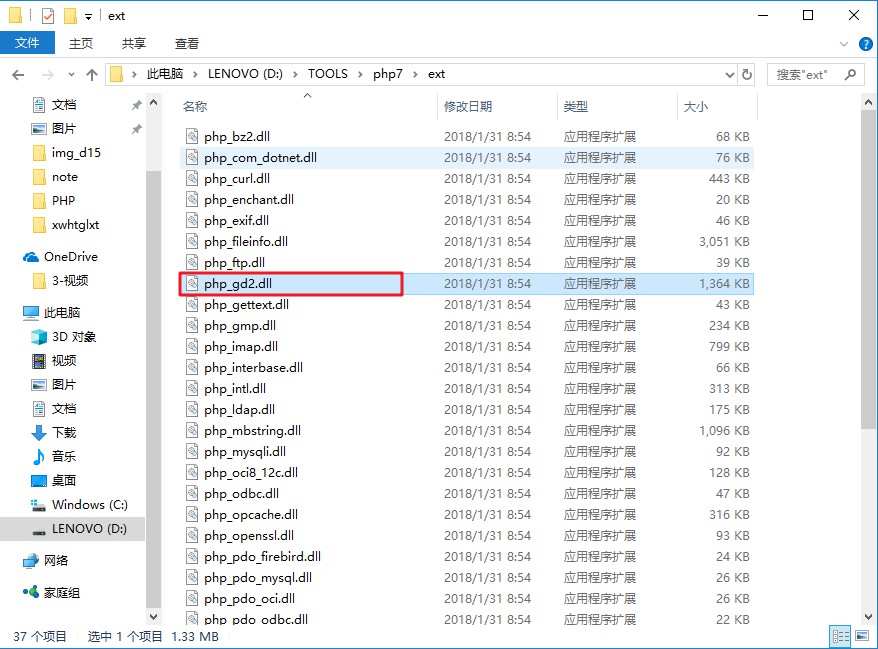 ext
文件 主页 共享 查看
此电脑 LENOVO (D:) TOOLS php7 ext 搜索"ext"
文档
图片
img_d15
note
PHP
xwhtglxt
OneDrive
3-视频
此电脑
3D 对象
视频
图片
文档
下载
音乐
桌面
Windows (C:)
LENOVO (D:)
网络
家庭组
名称 修改日期 类型 大小
php_bz2.dll 2018/1/31 8:54 应用程序扩展 68 KB
php_com_dotnet.dll 2018/1/31 8:54 应用程序扩展 76 KB
php_curl.dll 2018/1/31 8:54 应用程序扩展 443 KB
php_enchant.dll 2018/1/31 8:54 应用程序扩展 20 KB
php_exif.dll 2018/1/31 8:54 应用程序扩展 46 KB
php_fileinfo.dll 2018/1/31 8:54 应用程序扩展 3,051 KB
php_ftp.dll 2018/1/31 8:54 应用程序扩展 39 KB
php_gd2.dll 2018/1/31 8:54 应用程序扩展 1,364 KB
php_gettext.dll 2018/1/31 8:54 应用程序扩展 43 KB
php_gmp.dll 2018/1/31 8:54 应用程序扩展 234 KB
php_imap.dll 2018/1/31 8:54 应用程序扩展 799 KB
php_interbase.dll 2018/1/31 8:54 应用程序扩展 66 KB
php_intl.dll 2018/1/31 8:54 应用程序扩展 313 KB
php_ldap.dll 2018/1/31 8:54 应用程序扩展 175 KB
php_mbstring.dll 2018/1/31 8:54 应用程序扩展 1,096 KB
php_mysqli.dll 2018/1/31 8:54 应用程序扩展 92 KB
php_oci8_12c.dll 2018/1/31 8:54 应用程序扩展 128 KB
php_odbc.dll 2018/1/31 8:54 应用程序扩展 47 KB
php_opcache.dll 2018/1/31 8:54 应用程序扩展 316 KB
php_openssl.dll 2018/1/31 8:54 应用程序扩展 93 KB
php_pdo_firebird.dll 2018/1/31 8:54 应用程序扩展 24 KB
php_pdo_mysql.dll 2018/1/31 8:54 应用程序扩展 26 KB
php_pdo_oci.dll 2018/1/31 8:54 应用程序扩展 26 KB
php_pdo_odbc.dll 2018/1/31 8:54 应用程序扩展 22 KB
37 个项目 选中 1 个项目 1.33 MB